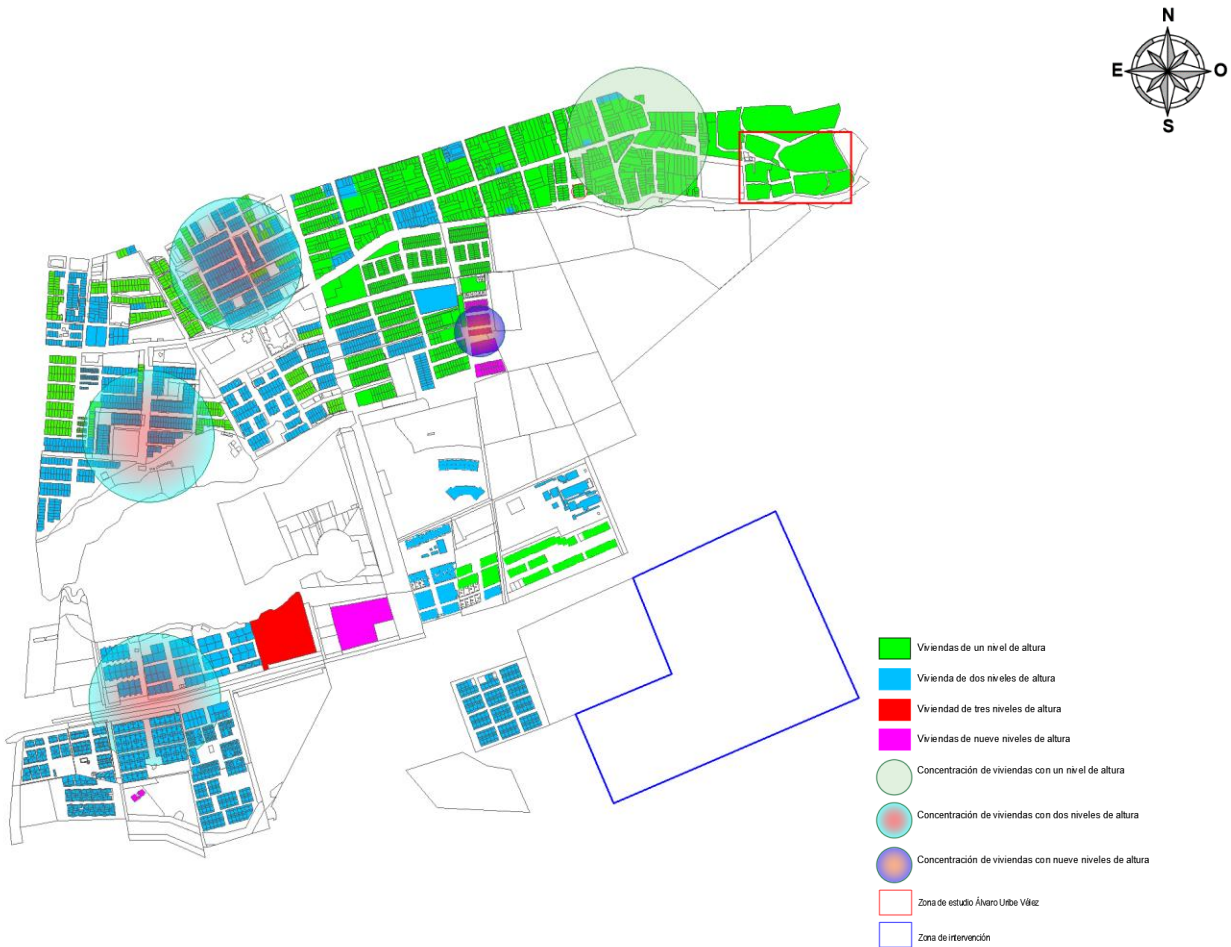 N
E
O
S
Viviendas de un nivel de altura
Vivienda de dos niveles de altura
Viviendad de tres niveles de altura
Viviendas de nueve niveles de altura
Concentración de viviendas con un nivel de altura
Concentración de viviendas con dos niveles de altura
Concentración de viviendas con nueve niveles de altura
Zona de estudio Álvaro Uribe Vélez
Zona de intervención